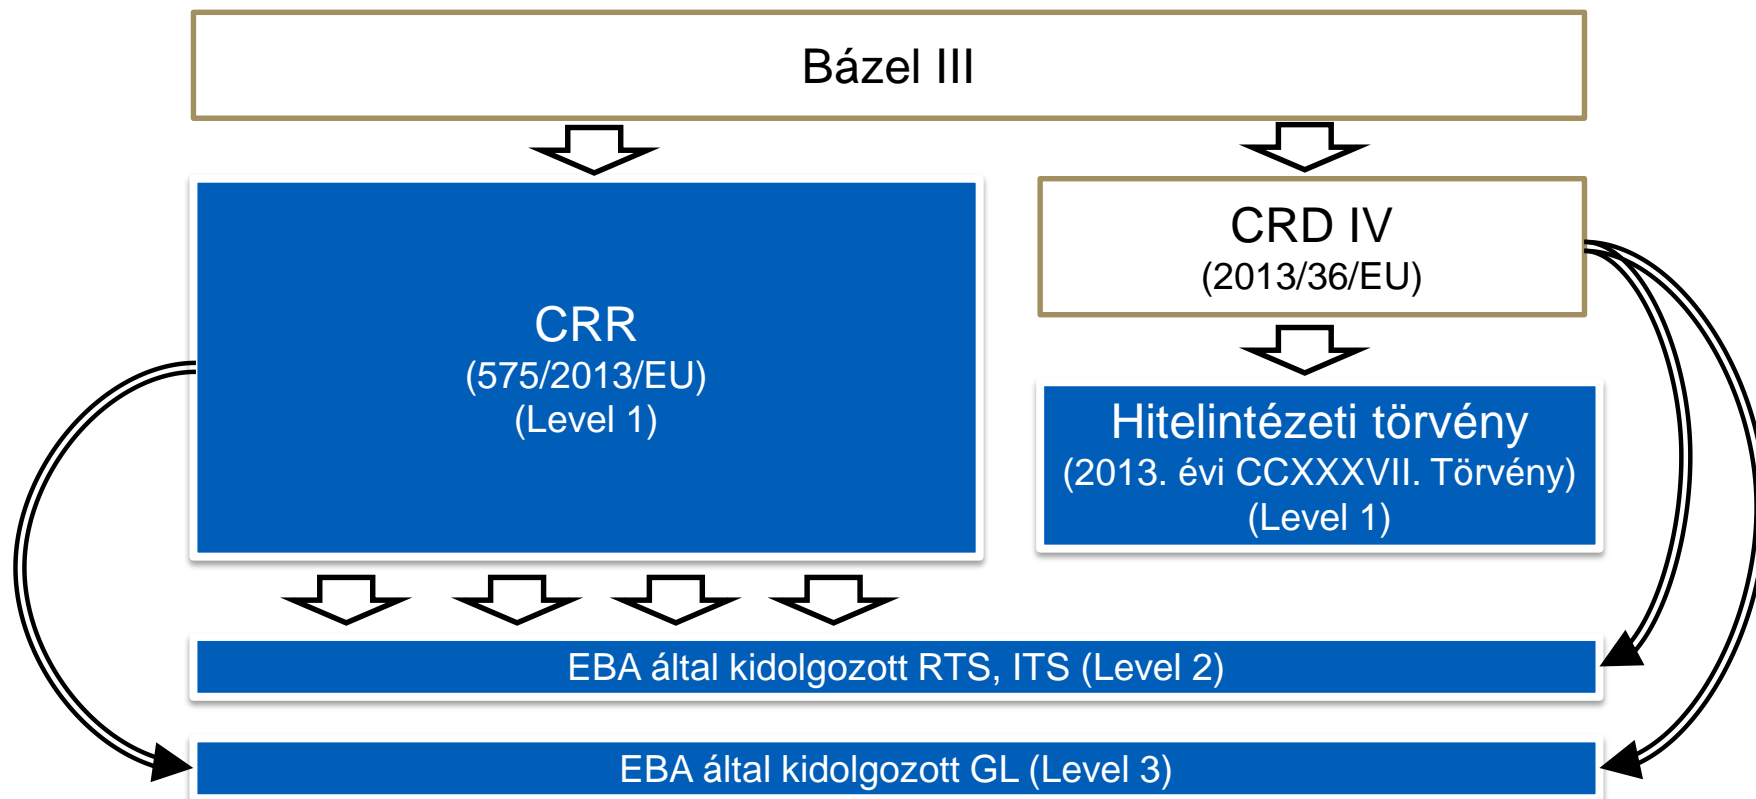 Bázel III
CRR
(575/2013/EU)
(Level 1)
CRD IV
(2013/36/EU)
Hitelintézeti törvény
(2013. évi CCXXXVII. Törvény)
(Level 1)
EBA által kidolgozott RTS, ITS (Level 2)
EBA által kidolgozott GL (Level 3)